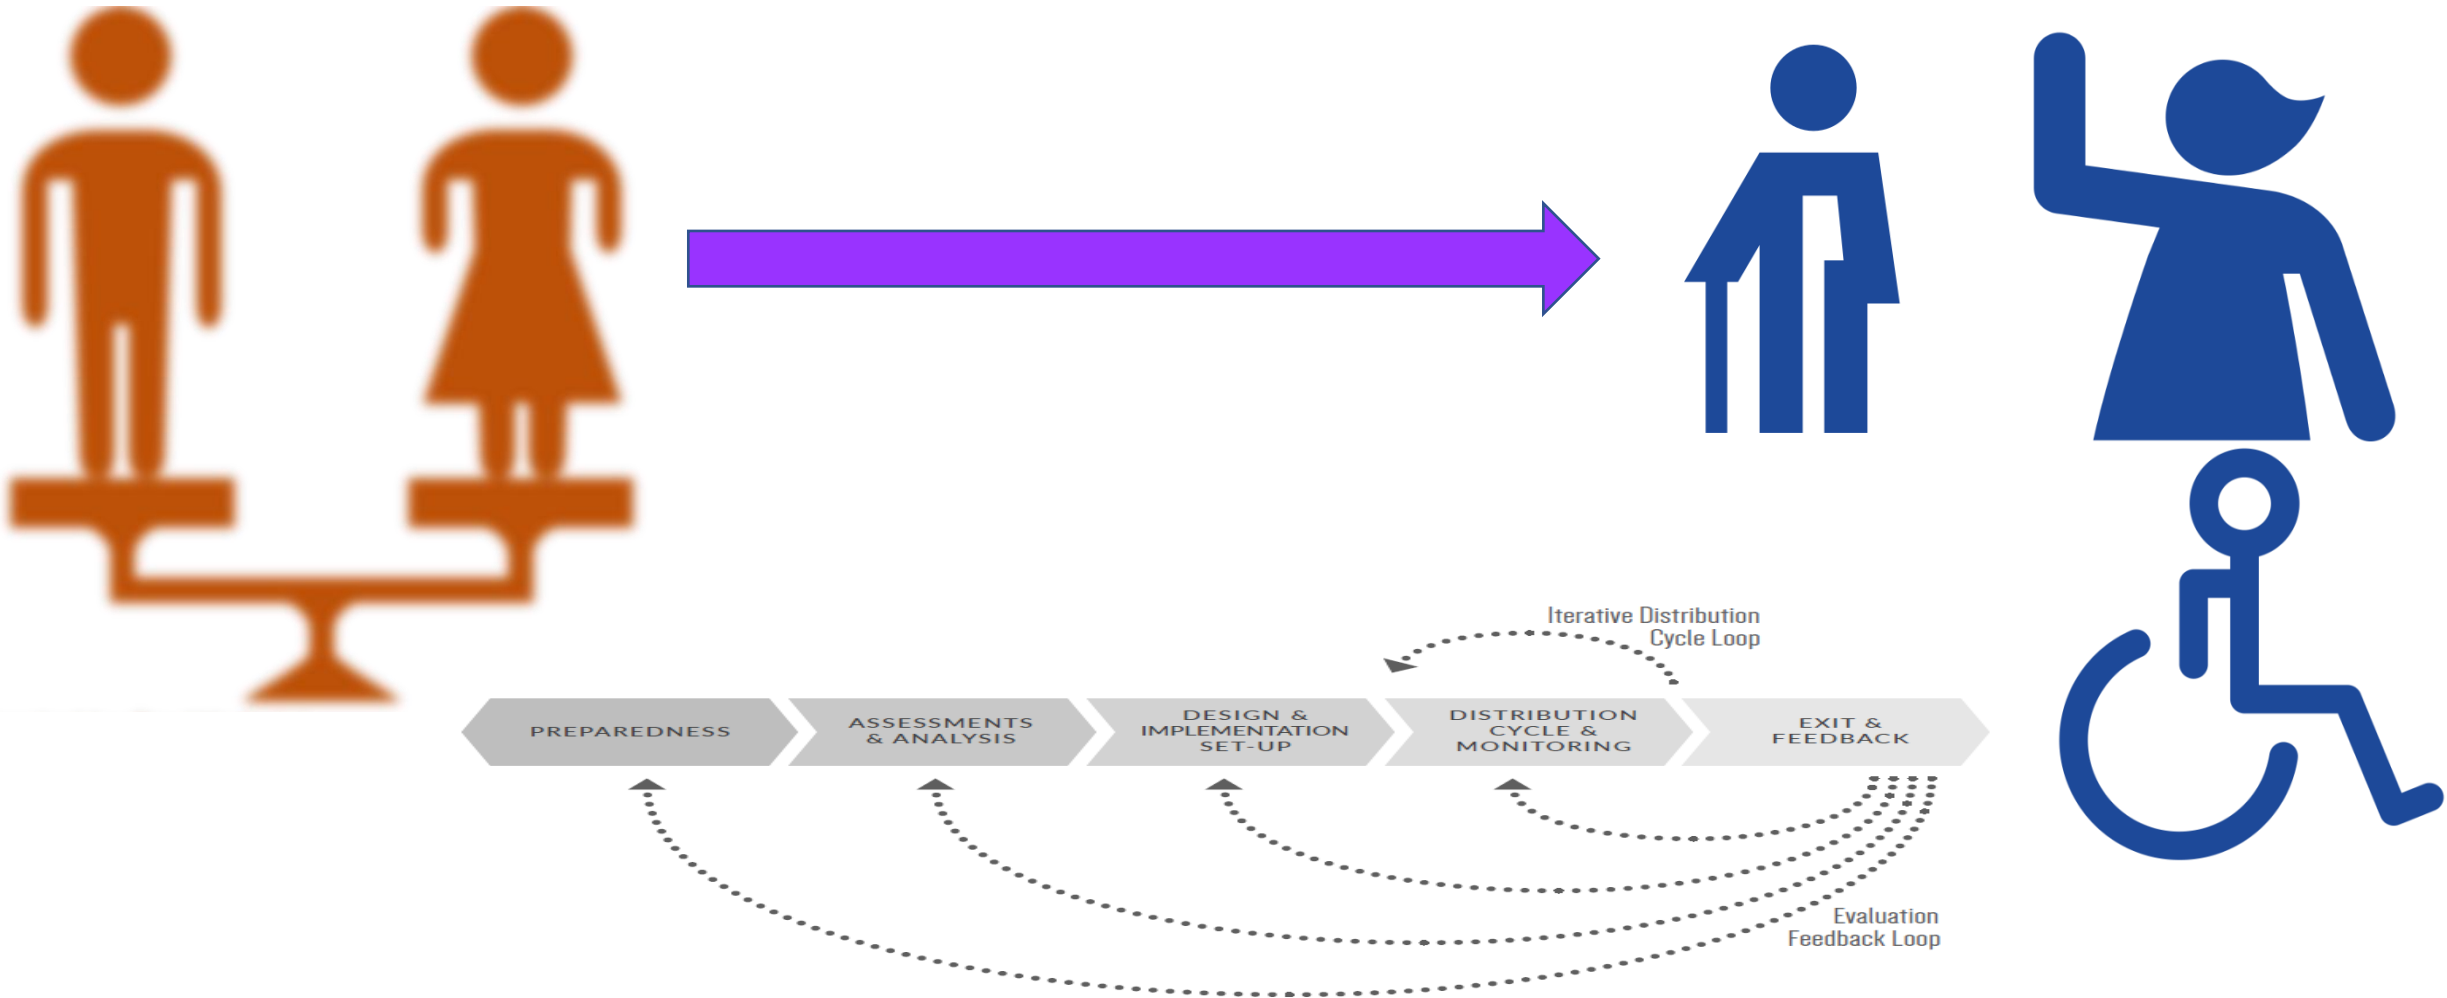 Iterative Distribution
Cycle Loop
PREPAREDNESS
ASSESSMENTS
& ANALYSIS
DESIGN &
IMPLEMENTATION
SET-UP
DISTRIBUTION
CYCLE &
MONITORING
EXIT &
FEEDBACK
Evaluation
Feedback Loop